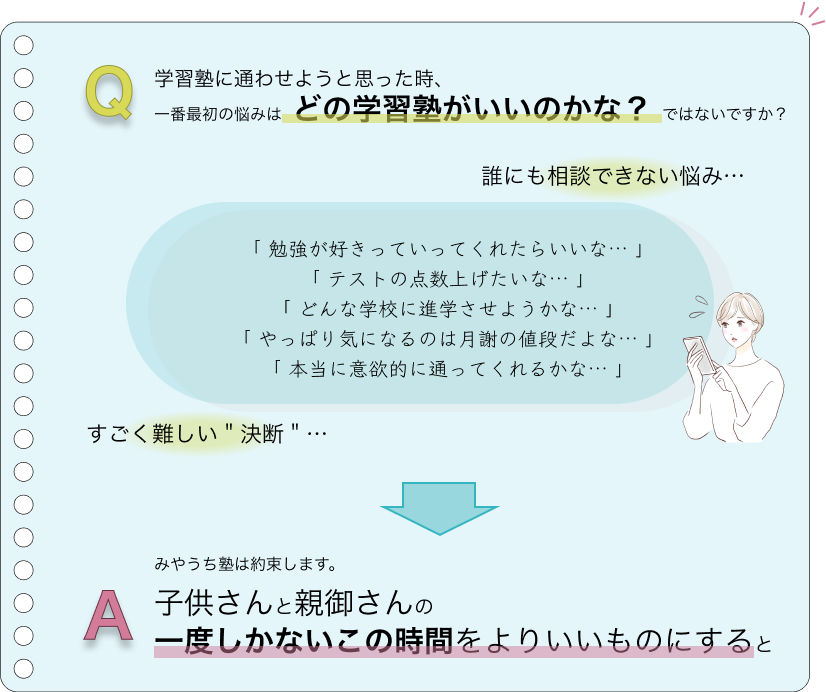 Q
学習塾に通わせようと思った時、
一番最初の悩みは どの学習塾がいいのかな？ ではないですか？
誰にも相談できない悩み…
「 勉強が好きっていってくれたらいいな… 」
「 テストの点数上げたいな… 」
「 どんな学校に進学させようかな… 」
「 やっぱり気になるのは月謝の値段だよな… 」
「 本当に意欲的に通ってくれるかな… 」
すごく難しい " 決断 " …
みやうち塾は約束します。
A
子供さんと親御さんの
一度しかないこの時間をよりいいものにすると